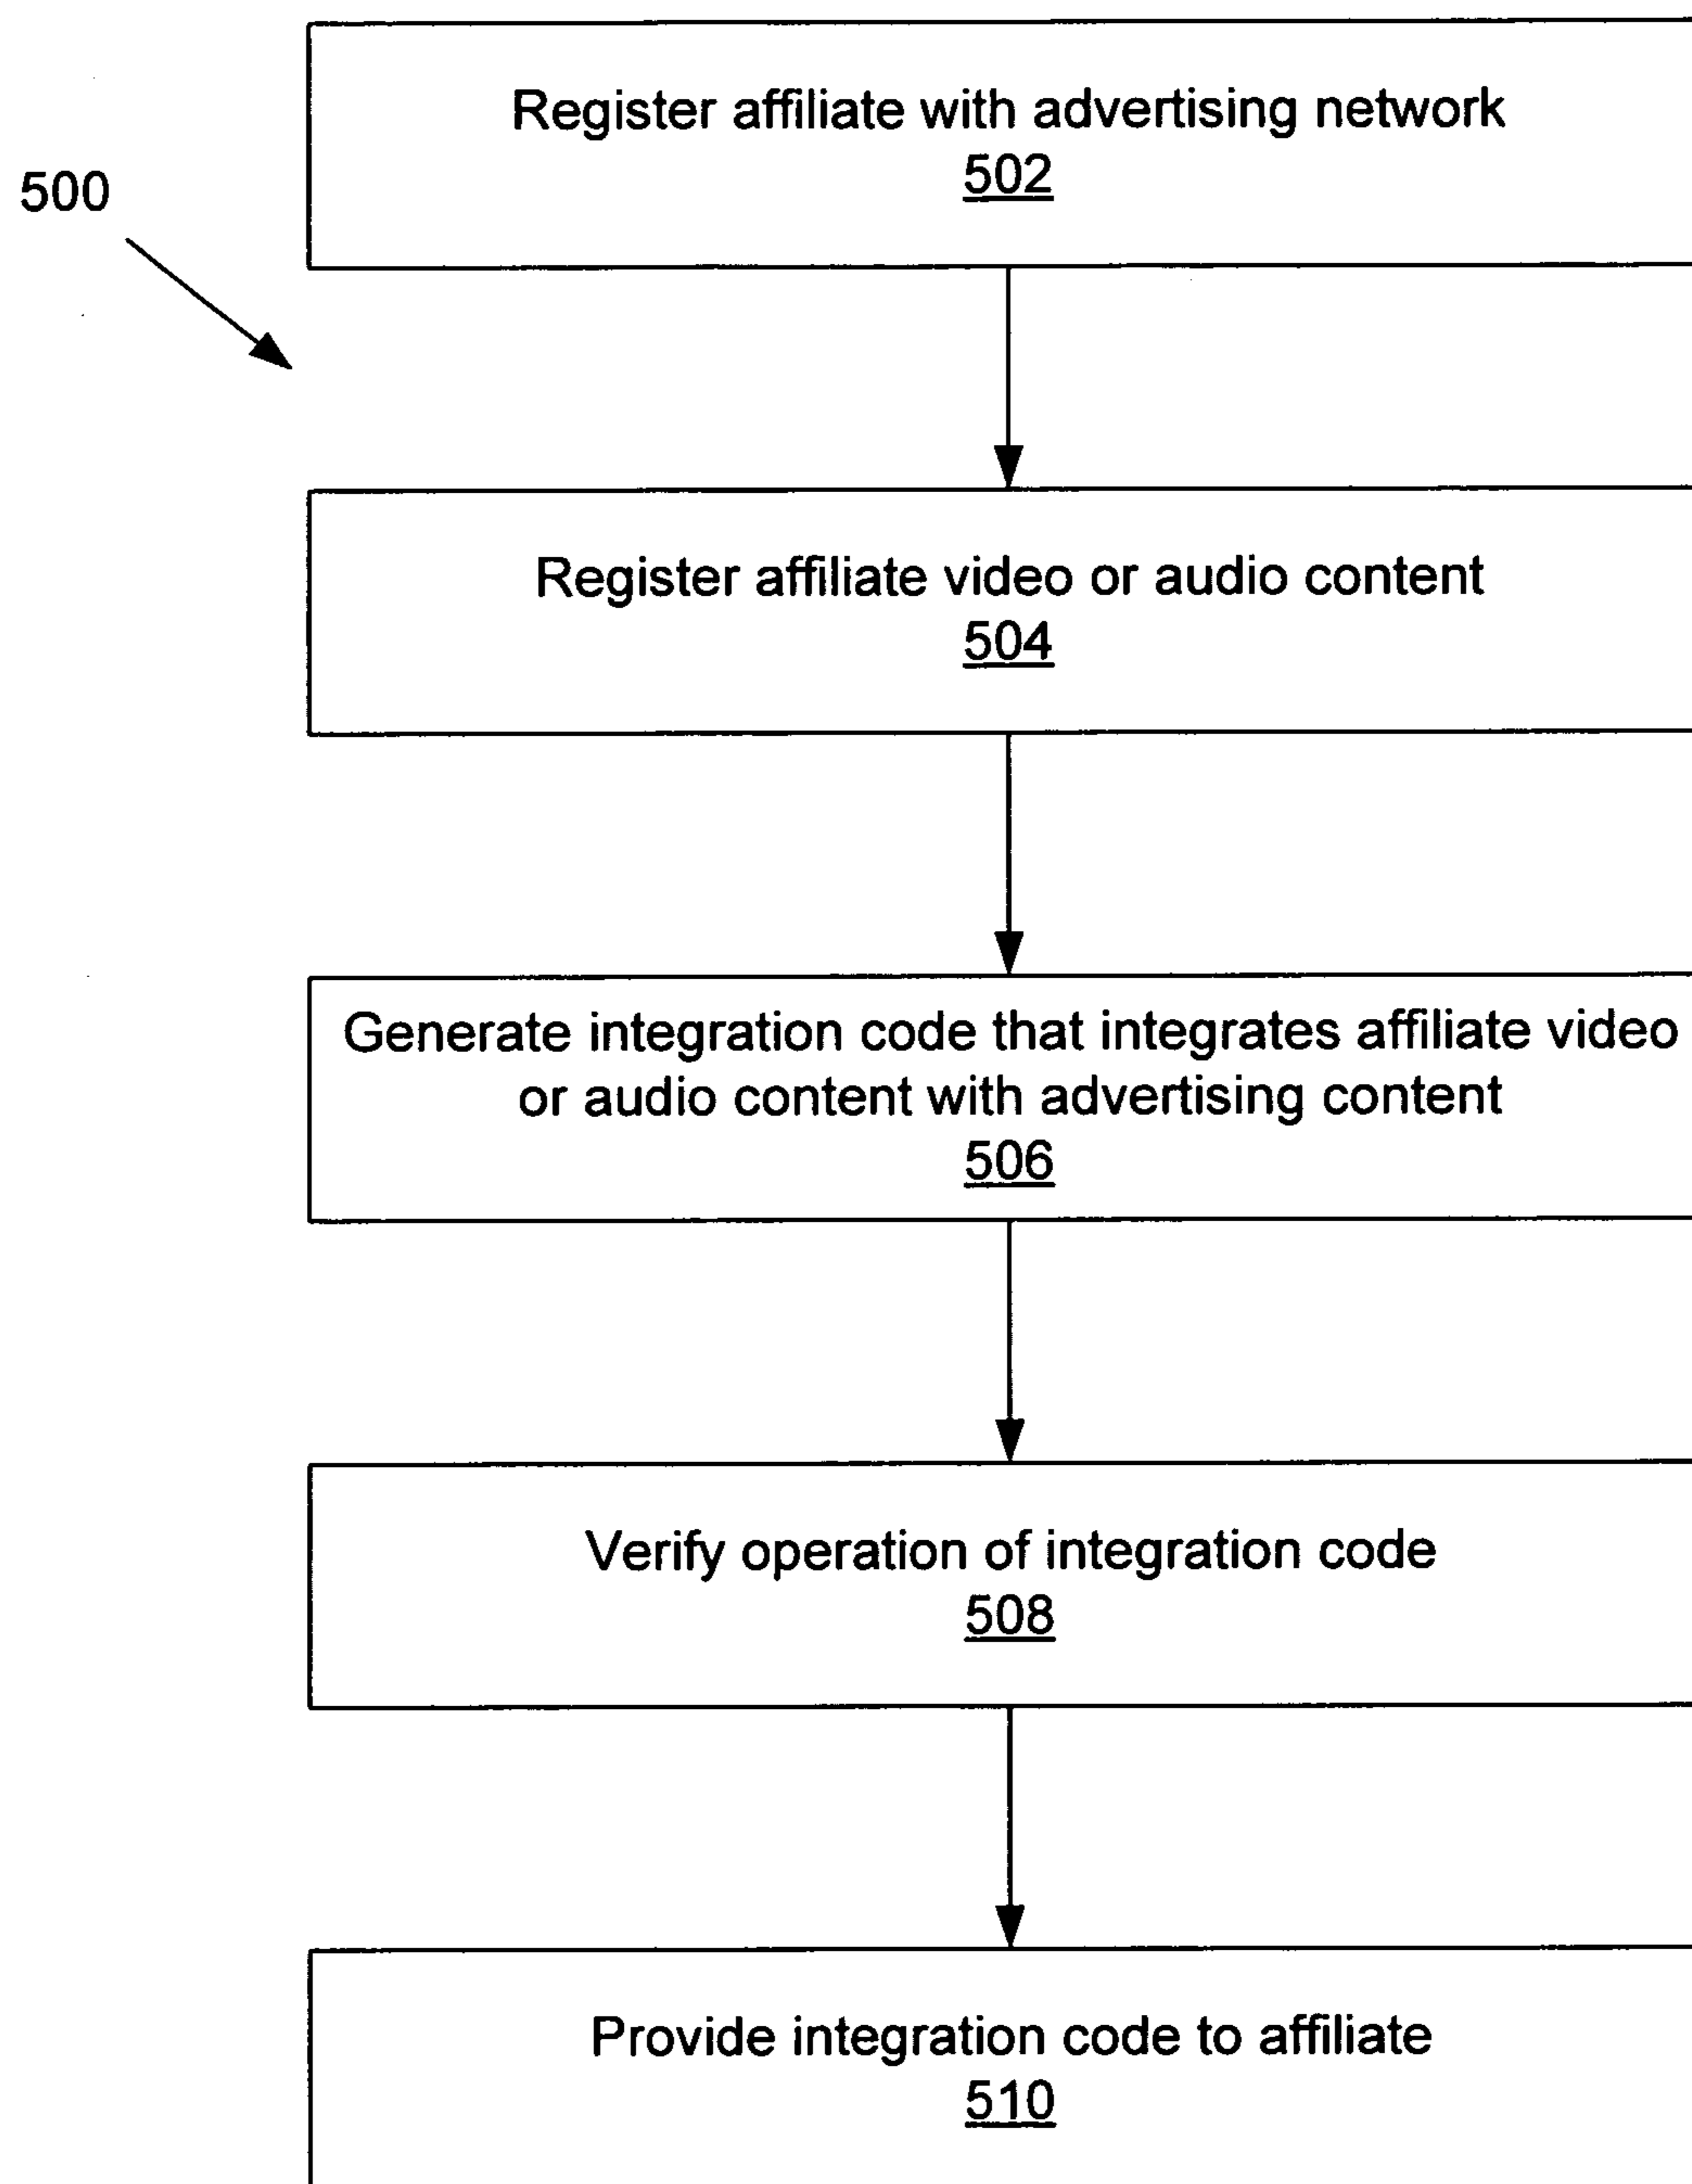 Register affiliate with advertising network
502
500
Register affiliate video or audio content
504
Generate integration code that integrates affiliate video
or audio content with advertising content
506
Verify operation of integration code
508
Provide integration code to affiliate
510